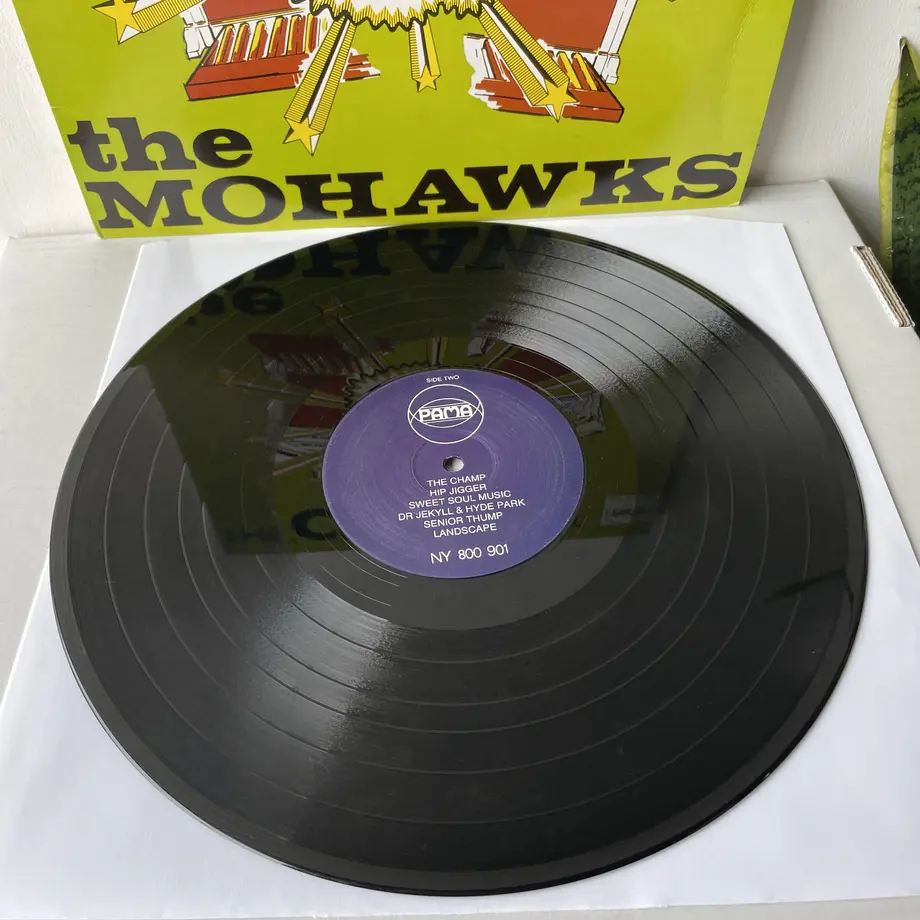 the
MOHAWKS
SIDE TWO
PAMA
THE CHAMP
HIP JIGGER
SWEET SOUL MUSIC
DR JEKYLL & HYDE PARK
SENIOR THUMP
LANDSCAPE
NY 800 901